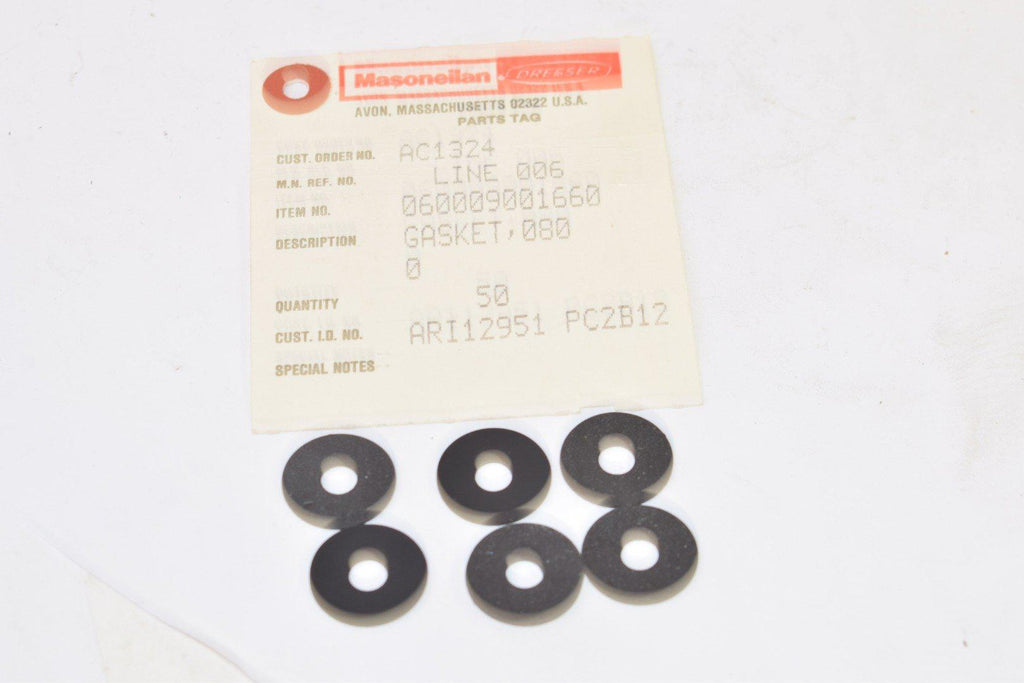 Masoneilan DRESSER
AVON, MASSACHUSETTS 02322 U.S.A.
PARTS TAG
CUST. ORDER NO. AC1324
M.N. REF. NO. LINE 006
ITEM NO. 060009001660
DESCRIPTION GASKET,080
0
QUANTITY 50
CUST. I.D. NO. ARI12951 PC2B12
SPECIAL NOTES